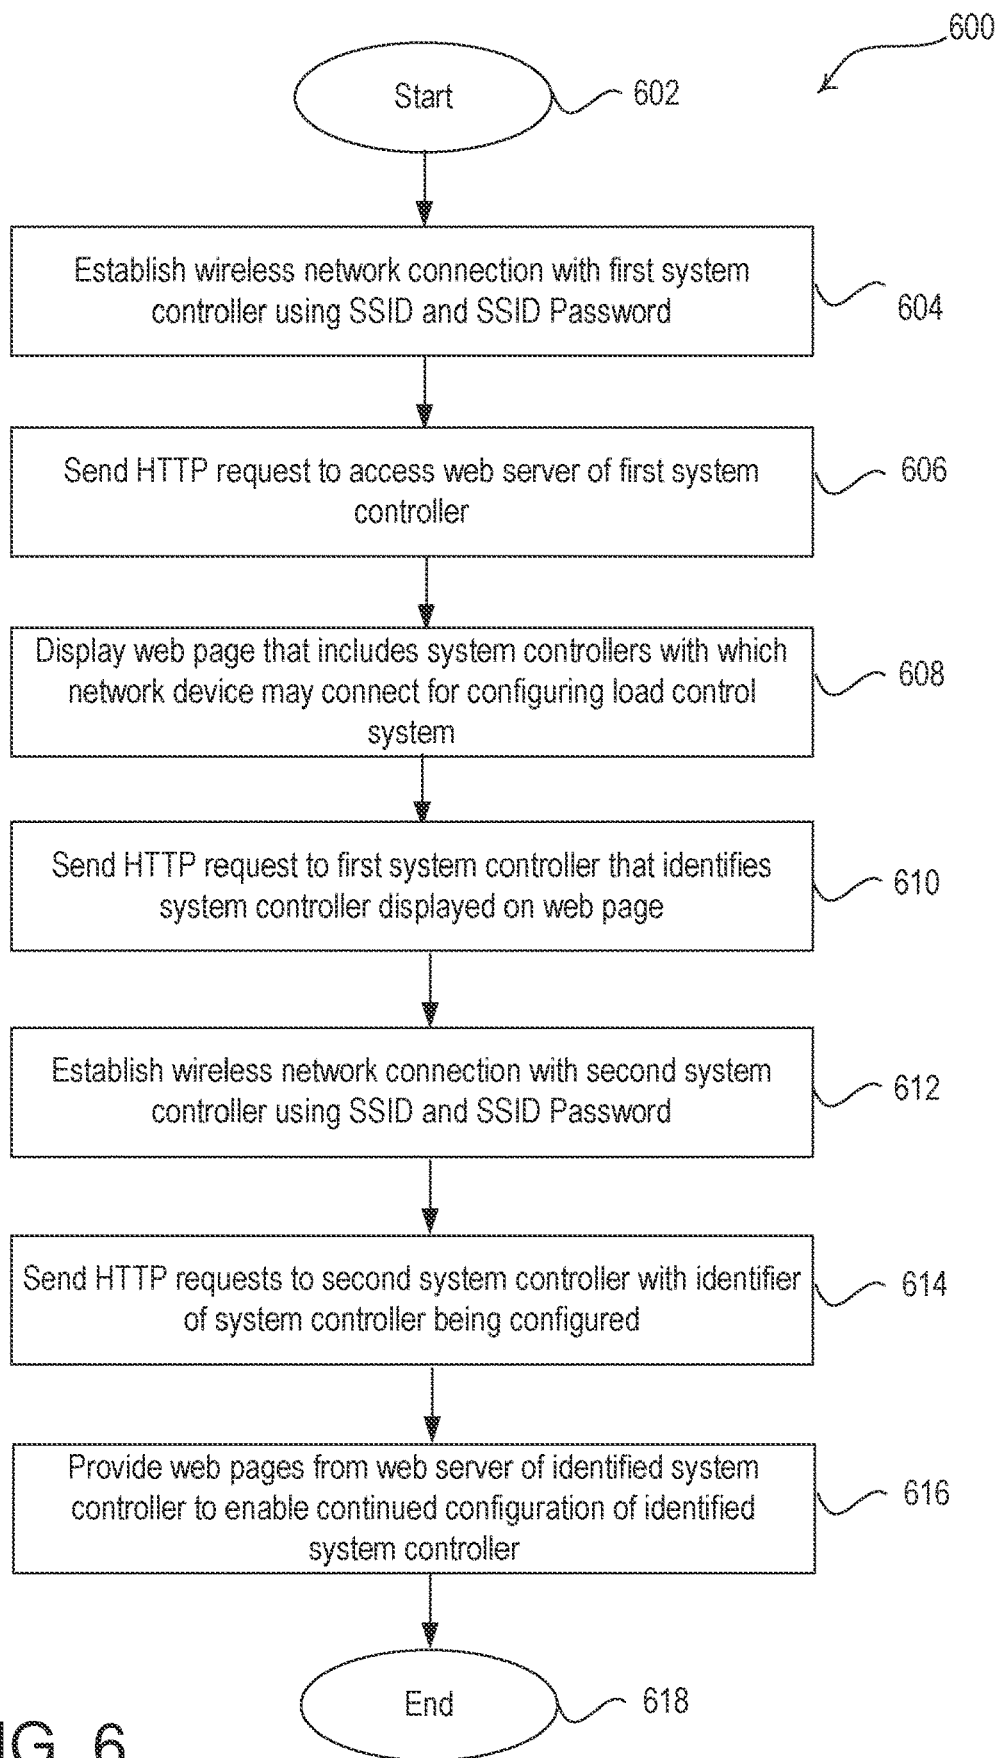 600
Start
602
Establish wireless network connection with first system
controller using SSID and SSID Password
604
Send HTTP request to access web server of first system
controller
606
Display web page that includes system controllers with which
network device may connect for configuring load control
system
608
Send HTTP request to first system controller that identifies
system controller displayed on web page
610
Establish wireless network connection with second system
controller using SSID and SSID Password
612
Send HTTP requests to second system controller with identifier
of system controller being configured
614
Provide web pages from web server of identified system
controller to enable continued configuration of identified
system controller
616
End
618
IG. 6